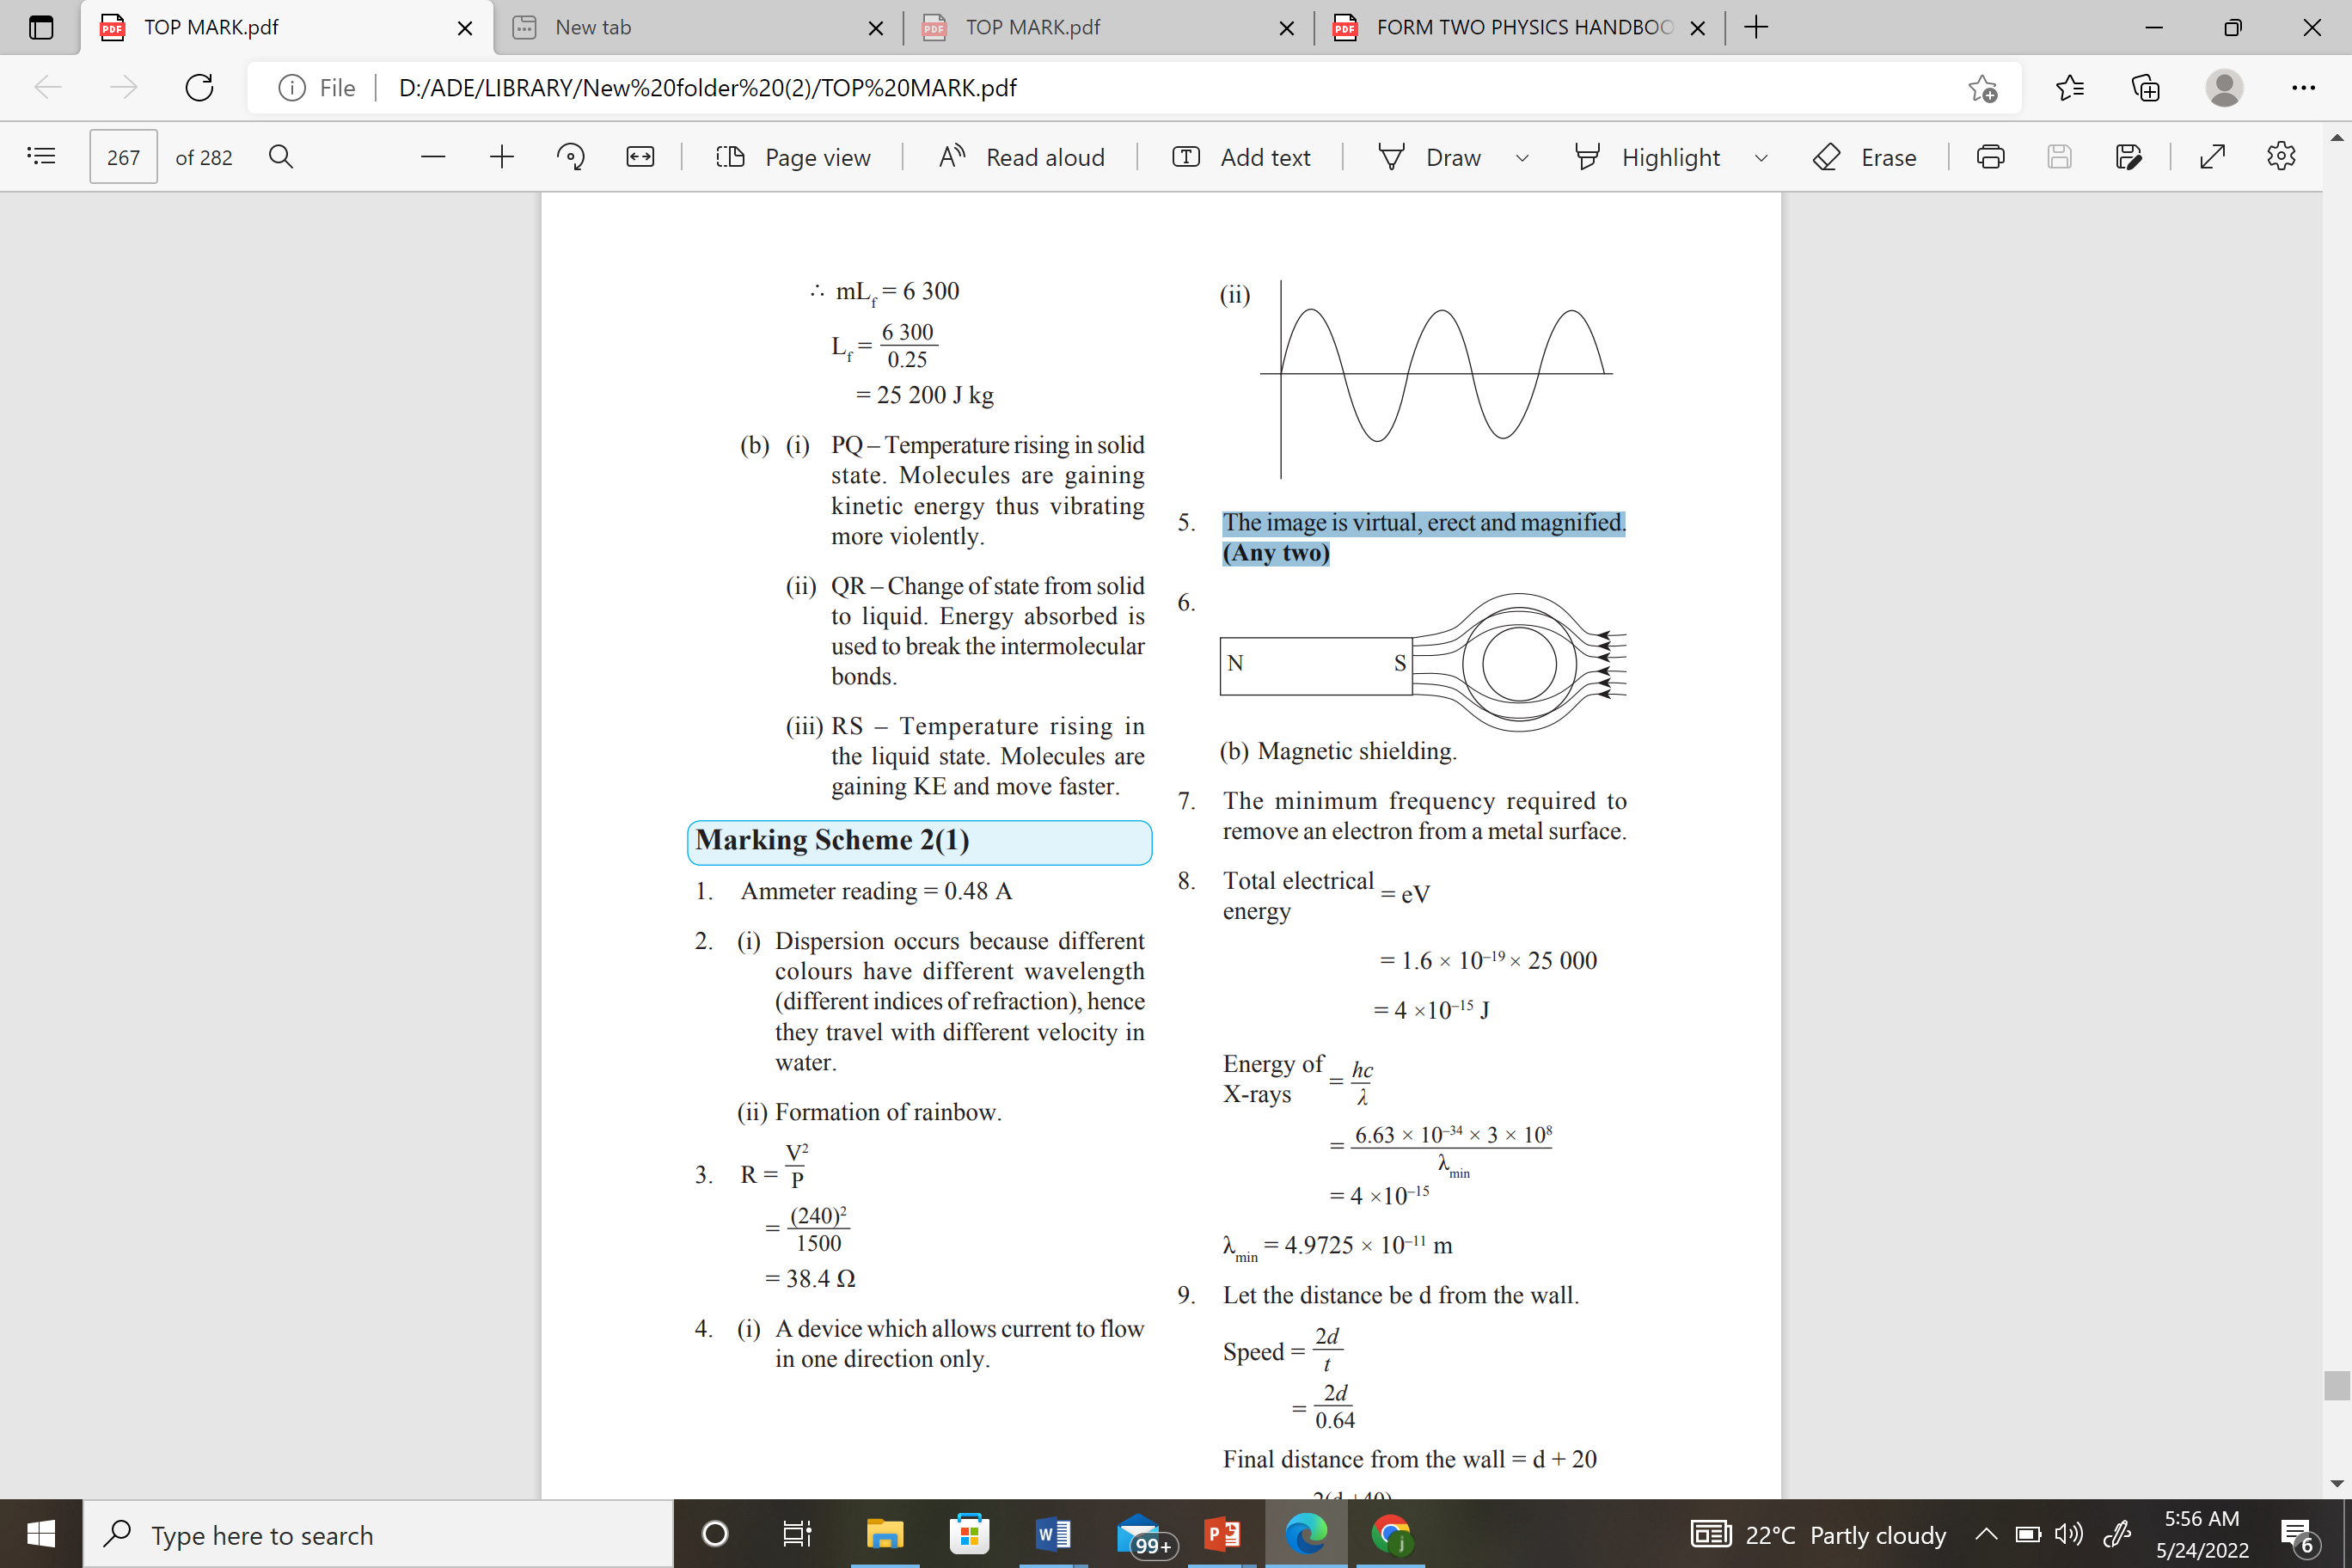 TOP MARK.pdf
New tab
TOP MARK.pdf
FORM TWO PHYSICS HANDBOO
File
D:/ADE/LIBRARY/New%20folder%20(2)/TOP%20MARK.pdf
267 of 282
Page view
Read aloud
Add text
Draw
Highlight
Erase
∴ mL_f = 6 300
L_f = 6 300 / 0.25
= 25 200 J kg
(b) (i) PQ – Temperature rising in solid
state. Molecules are gaining
kinetic energy thus vibrating
more violently.
(ii) QR – Change of state from solid
to liquid. Energy absorbed is
used to break the intermolecular
bonds.
(iii) RS – Temperature rising in
the liquid state. Molecules are
gaining KE and move faster.
Marking Scheme 2(1)
1. Ammeter reading = 0.48 A
2. (i) Dispersion occurs because different
colours have different wavelength
(different indices of refraction), hence
they travel with different velocity in
water.
(ii) Formation of rainbow.
3. R = V² / P
= (240)² / 1500
= 38.4 Ω
4. (i) A device which allows current to flow
in one direction only.
(ii)
5. The image is virtual, erect and magnified.
(Any two)
6.
N S
(b) Magnetic shielding.
7. The minimum frequency required to
remove an electron from a metal surface.
8. Total electrical
energy = eV
= 1.6 × 10⁻¹⁹ × 25 000
= 4 ×10⁻¹⁵ J
Energy of
X-rays = hc / λ
= 6.63 × 10⁻³⁴ × 3 × 10⁸ / λ_min
= 4 ×10⁻¹⁵
λ_min = 4.9725 × 10⁻¹¹ m
9. Let the distance be d from the wall.
Speed = 2d / t
= 2d / 0.64
Final distance from the wall = d + 20
Type here to search
99+
22°C Partly cloudy
5:56 AM
5/24/2022
6